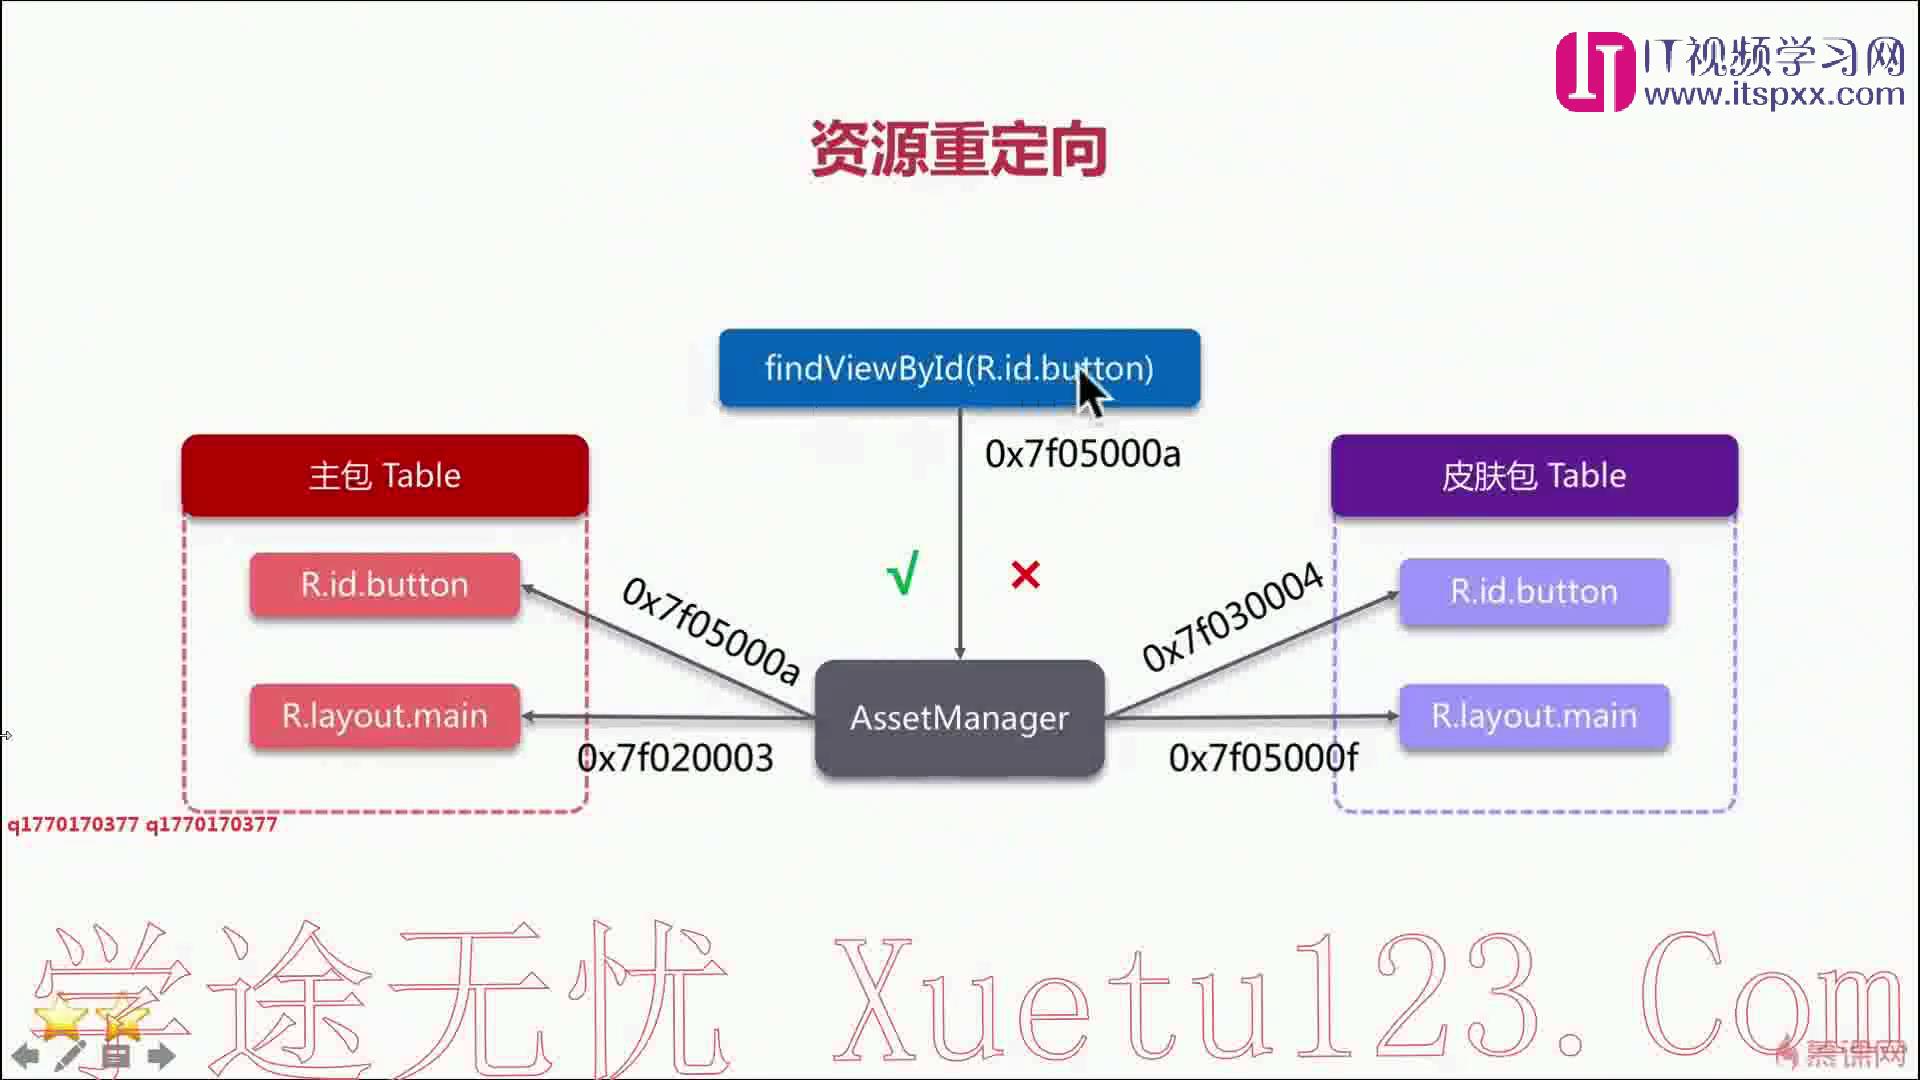 IT视频学习网
www.itspxx.com
资源重定向
findViewById(R.id.button)
0x7f05000a
主包 Table
皮肤包 Table
R.id.button
0x7f05000a
√
×
0x7f030004
R.id.button
R.layout.main
0x7f020003
AssetManager
0x7f05000f
R.layout.main
q1770170377 q1770170377
学途无忧 Xuetu123.Com
慕课网